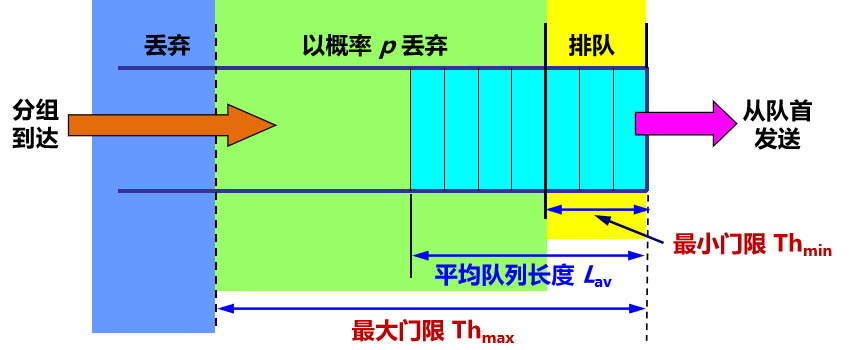 丢弃
以概率 p 丢弃
排队
分组
到达
从队首
发送
最小门限 Thmin
平均队列长度 Lav
最大门限 Thmax